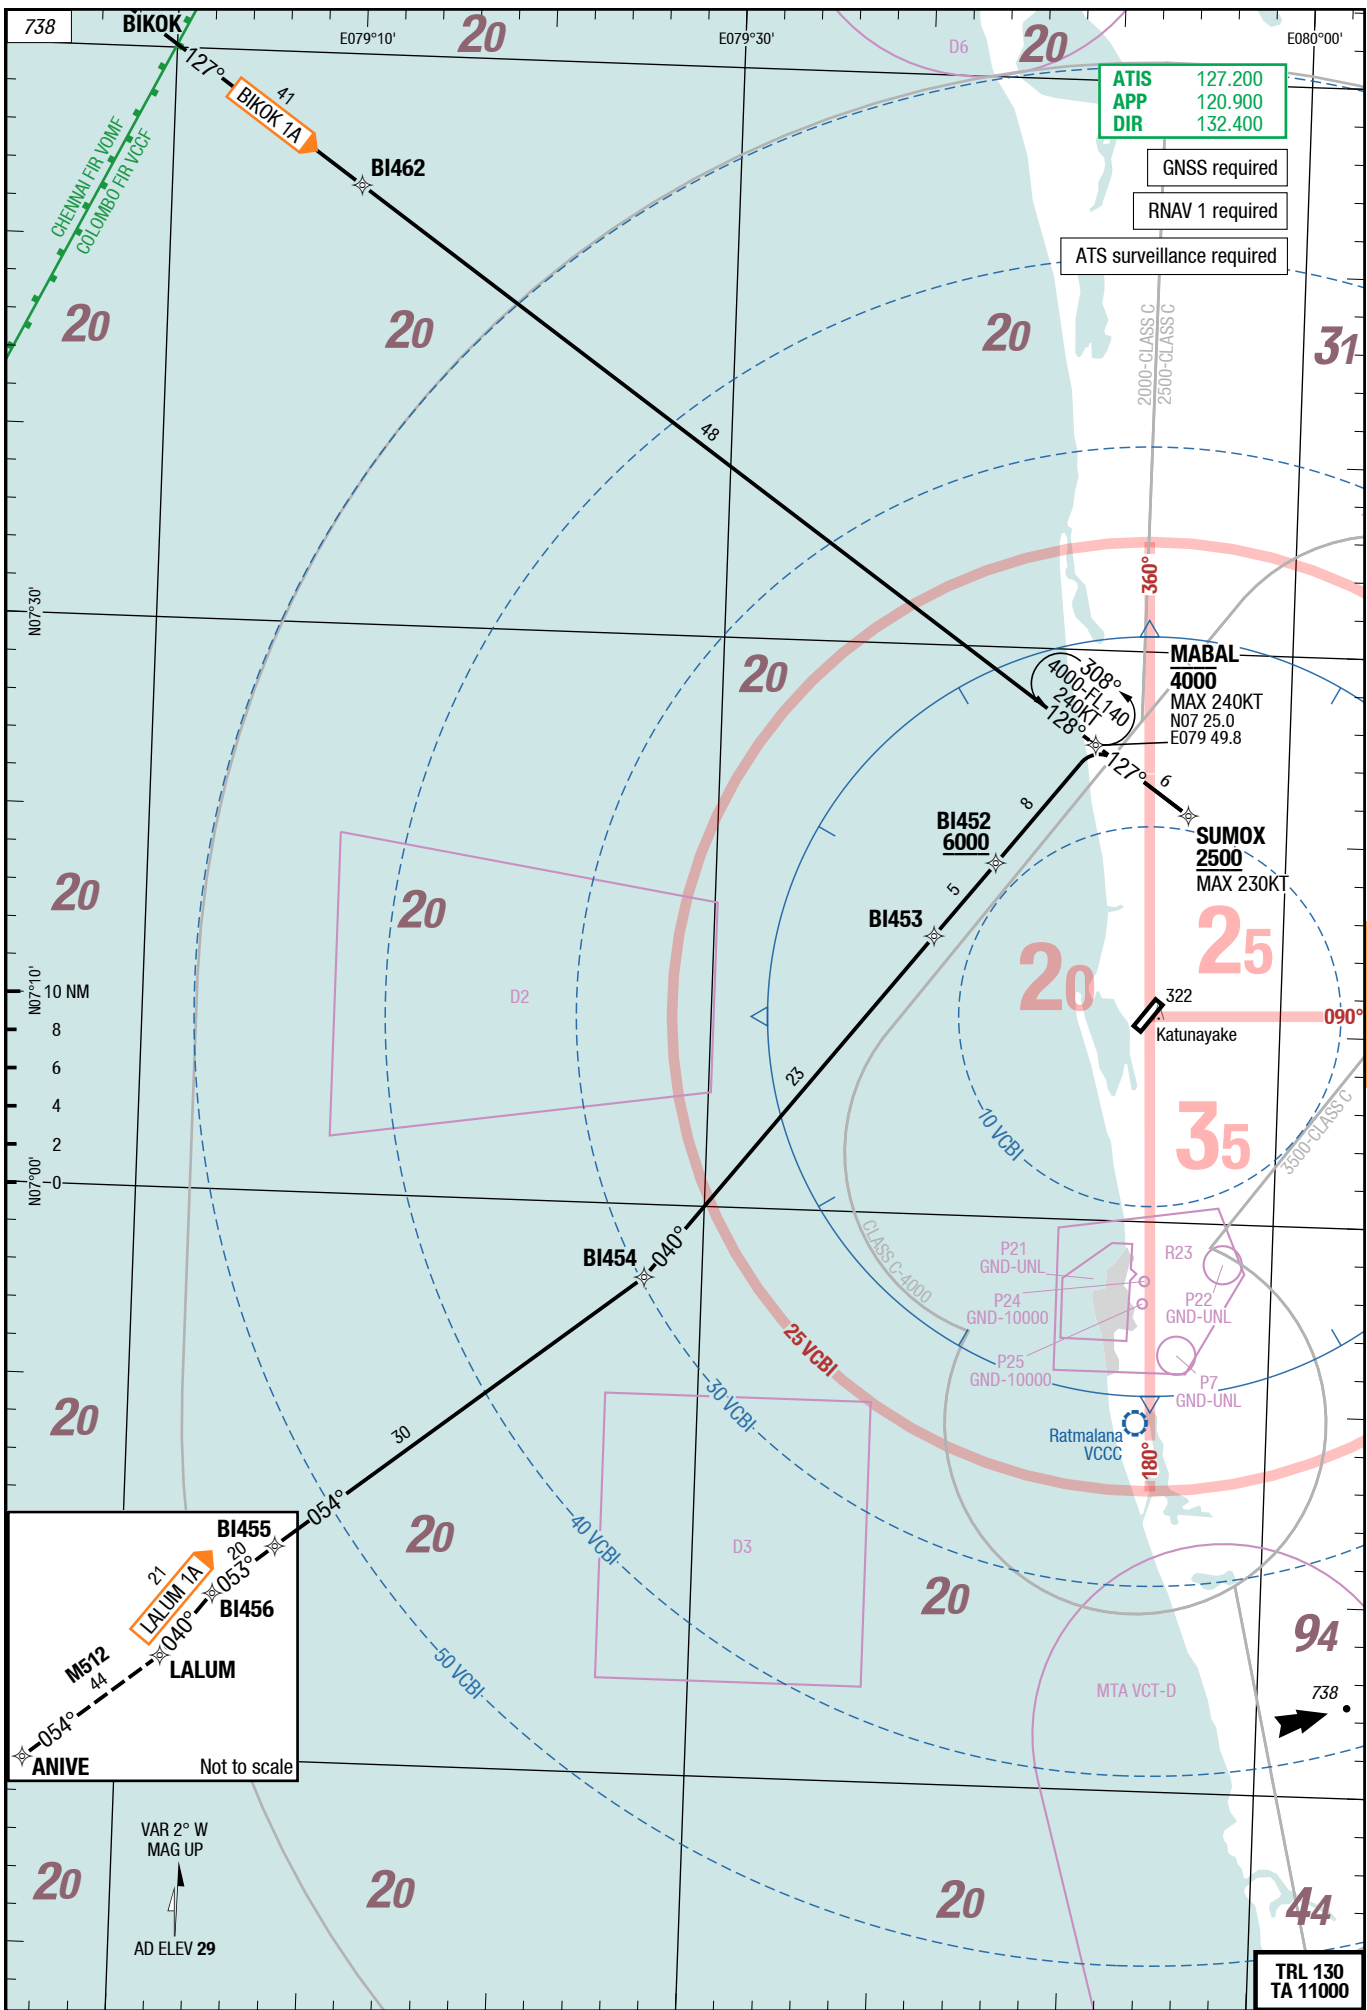 738
BIKOK
E079°10'
20
E079°30'
D6
20
E080°00'
ATIS 127.200
APP 120.900
DIR 132.400
GNSS required
RNAV 1 required
ATS surveillance required
127°
41
BIKOK 1A
BI462
CHENNAI FIR VOMF
COLOMBO FIR VCCF
20
20
20
31
2000-CLASS C
2500-CLASS C
48
N07°30'
360°
20
308°
4000-FL140
240KT
128°
MABAL
4000
MAX 240KT
N07 25.0
E079 49.8
127°
6
8
BI452
6000
SUMOX
2500
MAX 230KT
5
BI453
20
20
D2
20
25
322
Katunayake
090°
N07°10'
10 NM
8
6
4
2
0
N07°00'
23
10 VCBI
35
3500-CLASS C
CLASS C-4000
BI454
040°
P21
GND-UNL
R23
P24
GND-10000
P22
GND-UNL
P25
GND-10000
P7
GND-UNL
25 VCBI
30 VCBI
Ratmalana
VCCC
180°
20
30
054°
20
40 VCBI
D3
20
50 VCBI
BI455
20
053°
21
LALUM 1A
BI456
040°
M512
44
LALUM
054°
ANIVE
Not to scale
94
MTA VCT-D
738
VAR 2° W
MAG UP
AD ELEV 29
20
20
20
44
TRL 130
TA 11000